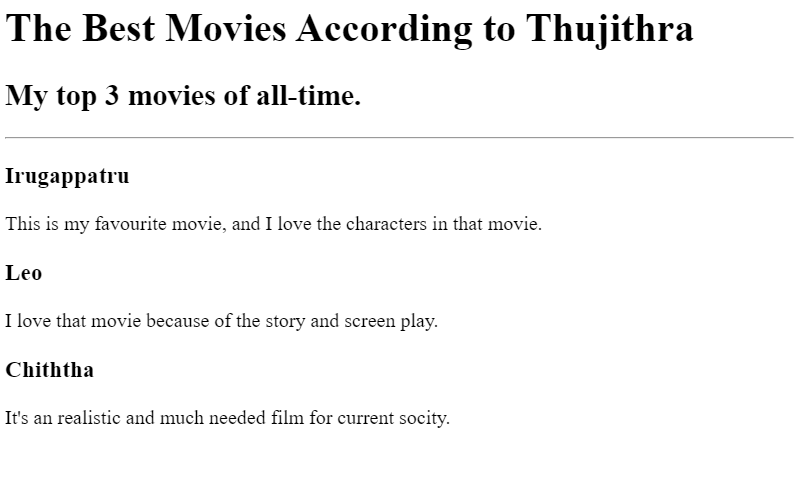 The Best Movies According to Thujithra
My top 3 movies of all-time.
Irugappatru
This is my favourite movie, and I love the characters in that movie.
Leo
I love that movie because of the story and screen play.
Chiththa
It's an realistic and much needed film for current socity.